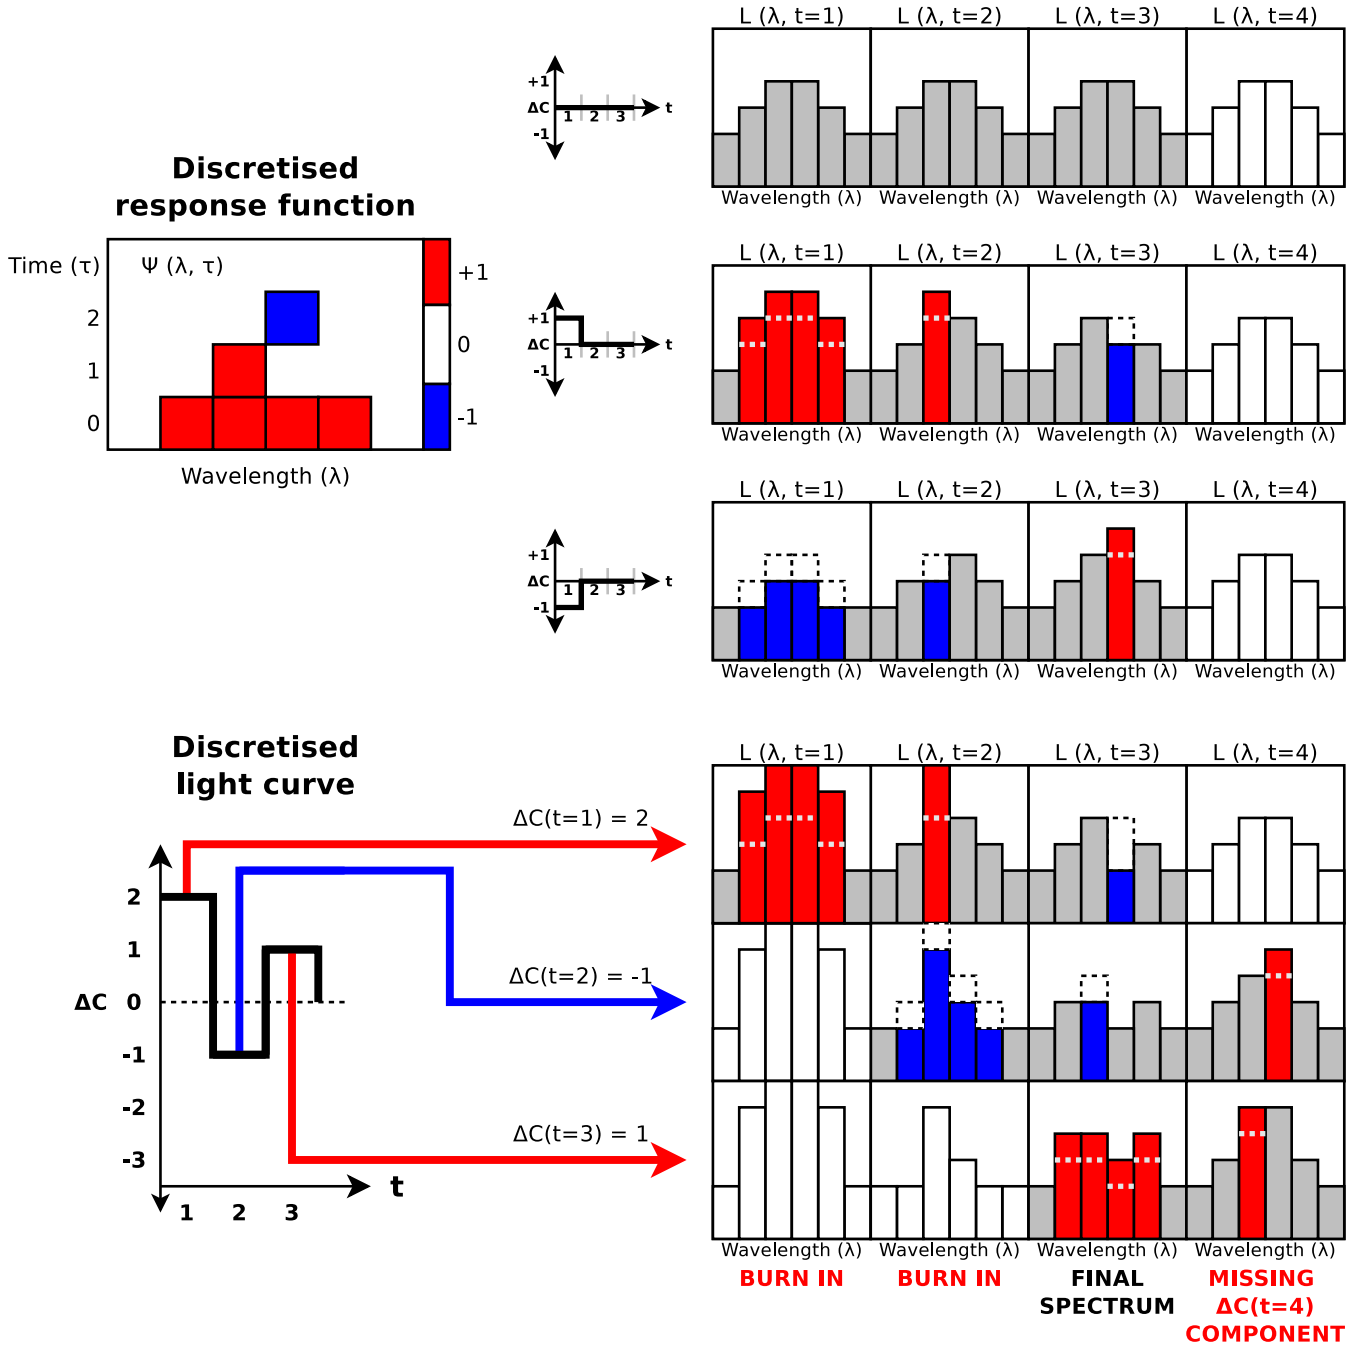 L (λ, t=1) L (λ, t=2) L (λ, t=3) L (λ, t=4)
+1
ΔC
-1
1 2 3
t
Wavelength (λ) Wavelength (λ) Wavelength (λ) Wavelength (λ)
Discretised
response function
Time (τ)
Ψ (λ, τ)
2
1
0
+1
0
-1
Wavelength (λ)
L (λ, t=1) L (λ, t=2) L (λ, t=3) L (λ, t=4)
+1
ΔC
-1
1 2 3
t
Wavelength (λ) Wavelength (λ) Wavelength (λ) Wavelength (λ)
L (λ, t=1) L (λ, t=2) L (λ, t=3) L (λ, t=4)
+1
ΔC
-1
1 2 3
t
Wavelength (λ) Wavelength (λ) Wavelength (λ) Wavelength (λ)
Discretised
light curve
L (λ, t=1) L (λ, t=2) L (λ, t=3) L (λ, t=4)
ΔC(t=1) = 2
ΔC(t=2) = -1
ΔC(t=3) = 1
2
1
ΔC 0
-1
-2
-3
t
1 2 3
Wavelength (λ) Wavelength (λ) Wavelength (λ) Wavelength (λ)
BURN IN
BURN IN
FINAL
SPECTRUM
MISSING
ΔC(t=4)
COMPONENT